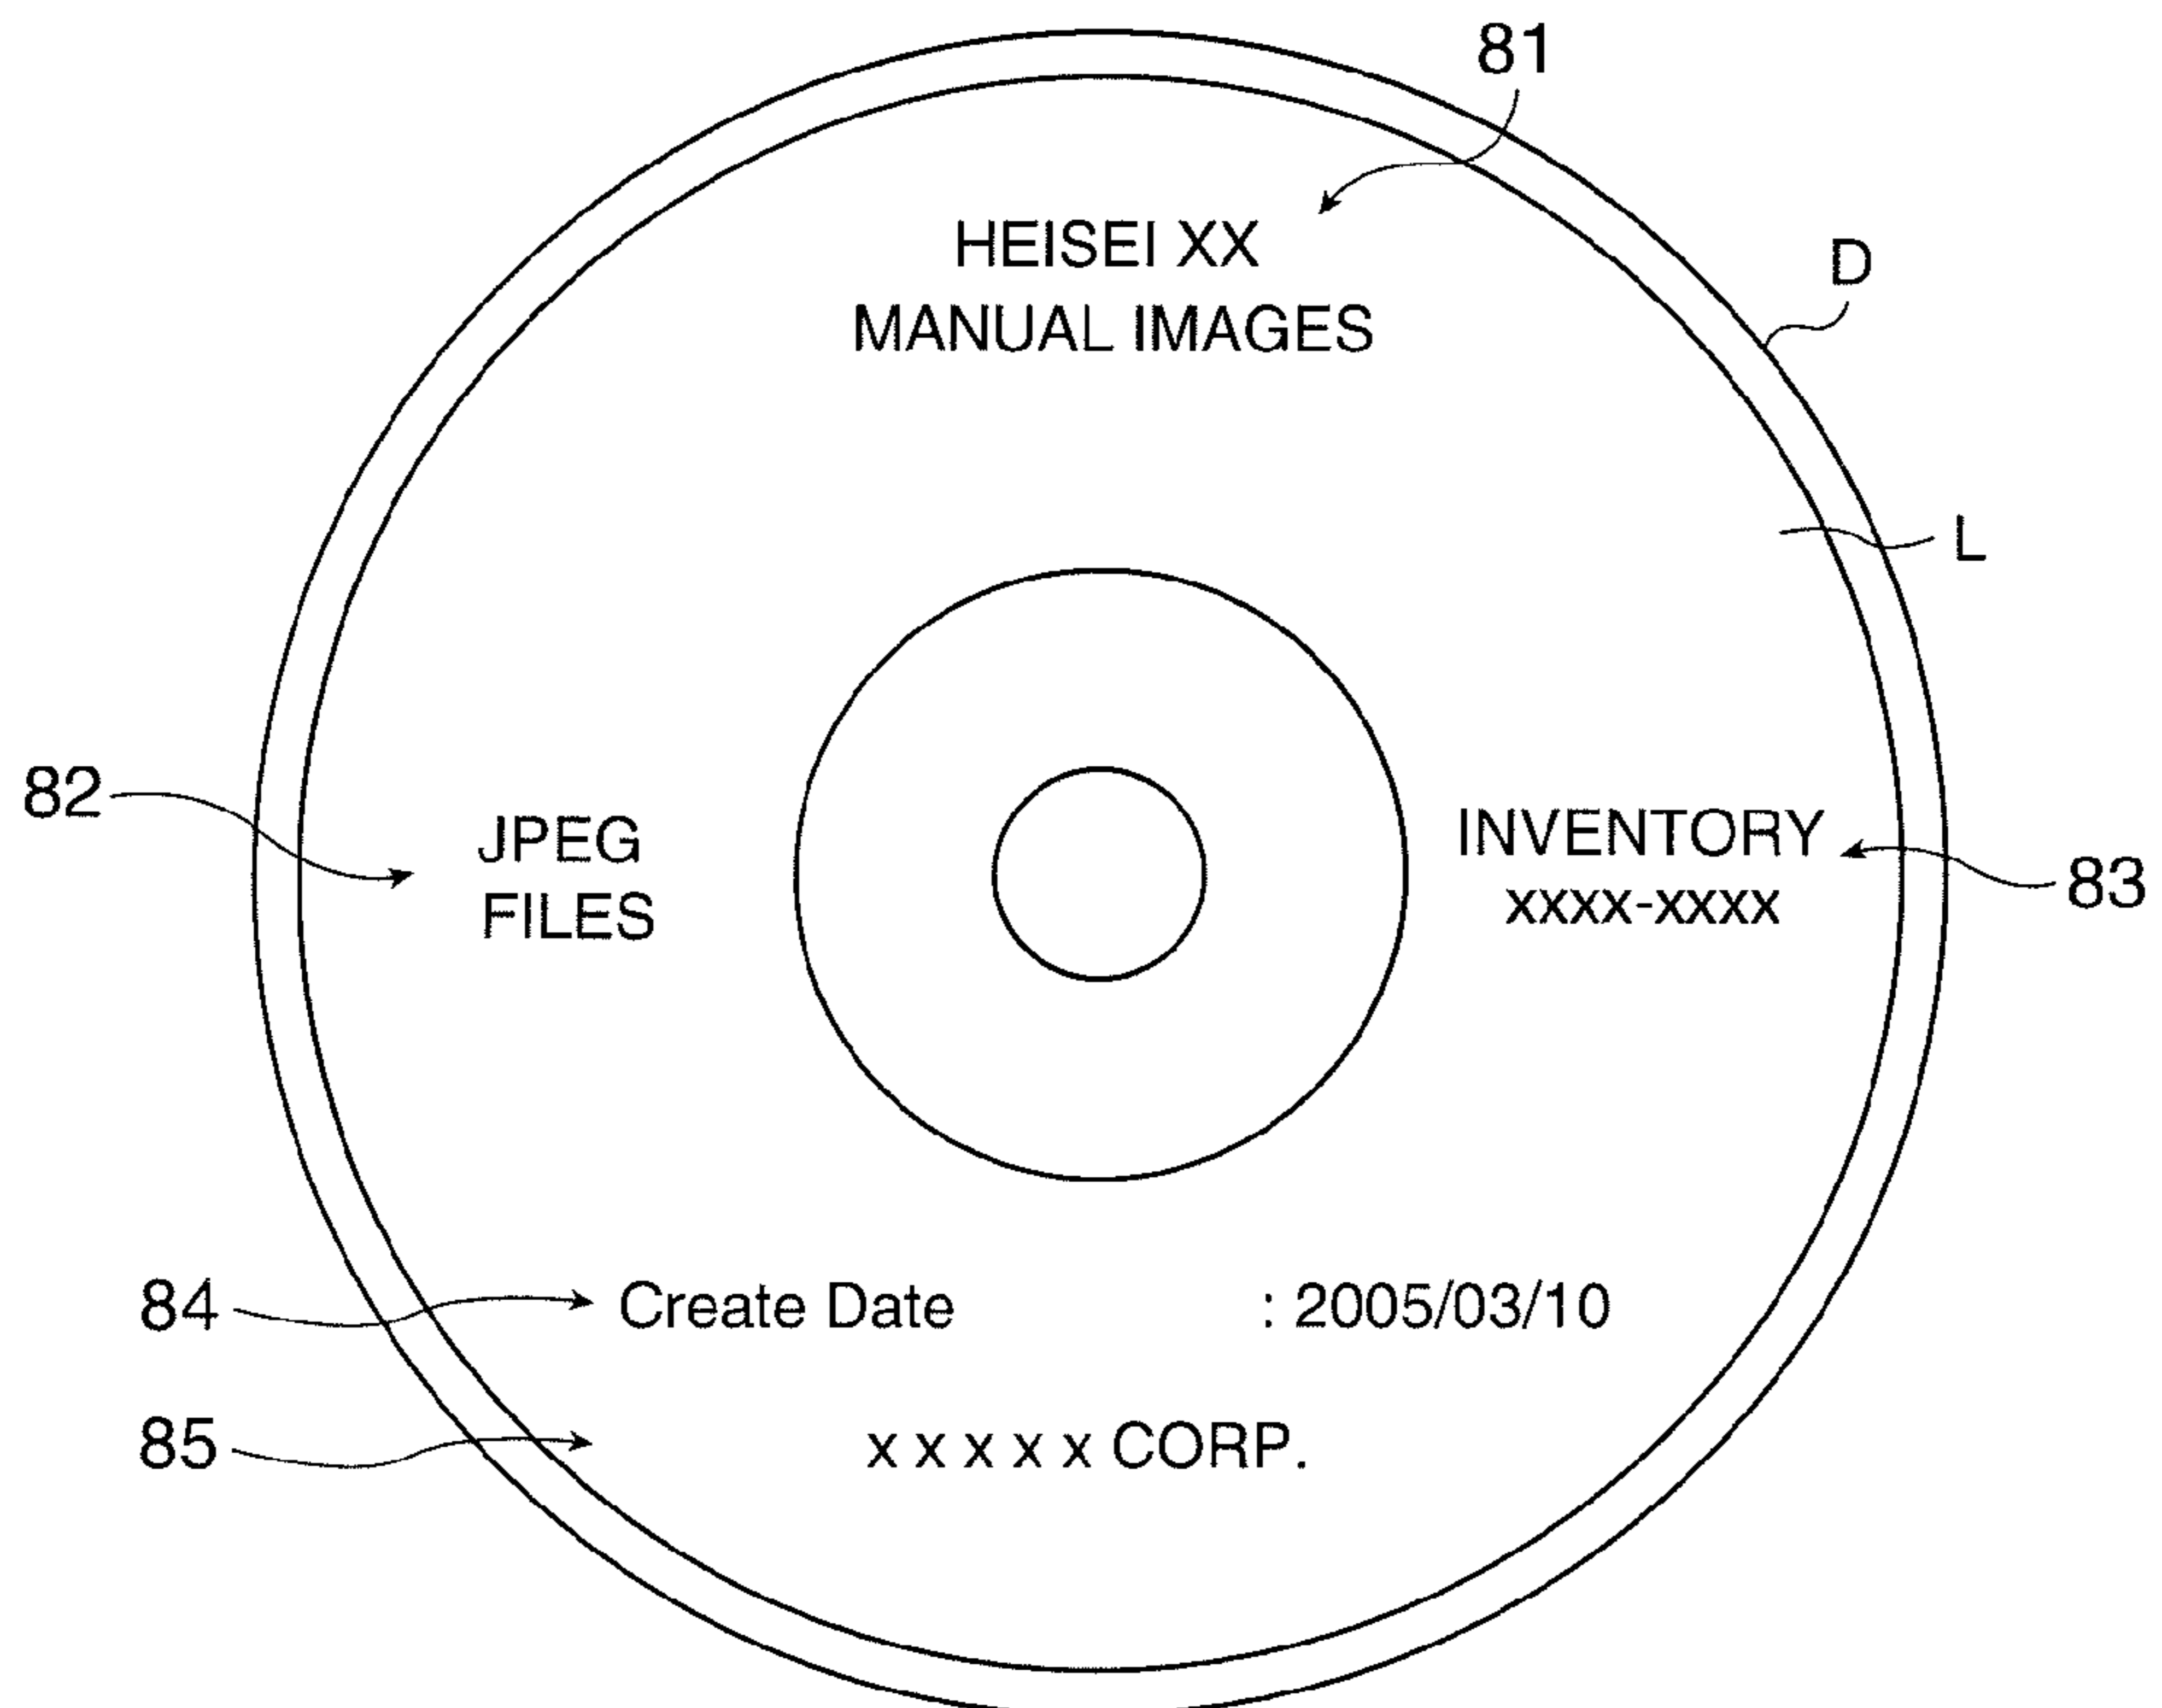 81
HEISEI XX
MANUAL IMAGES
D
L
82
JPEG
FILES
INVENTORY
xxxx-xxxx
83
84
Create Date : 2005/03/10
85
x x x x x CORP.